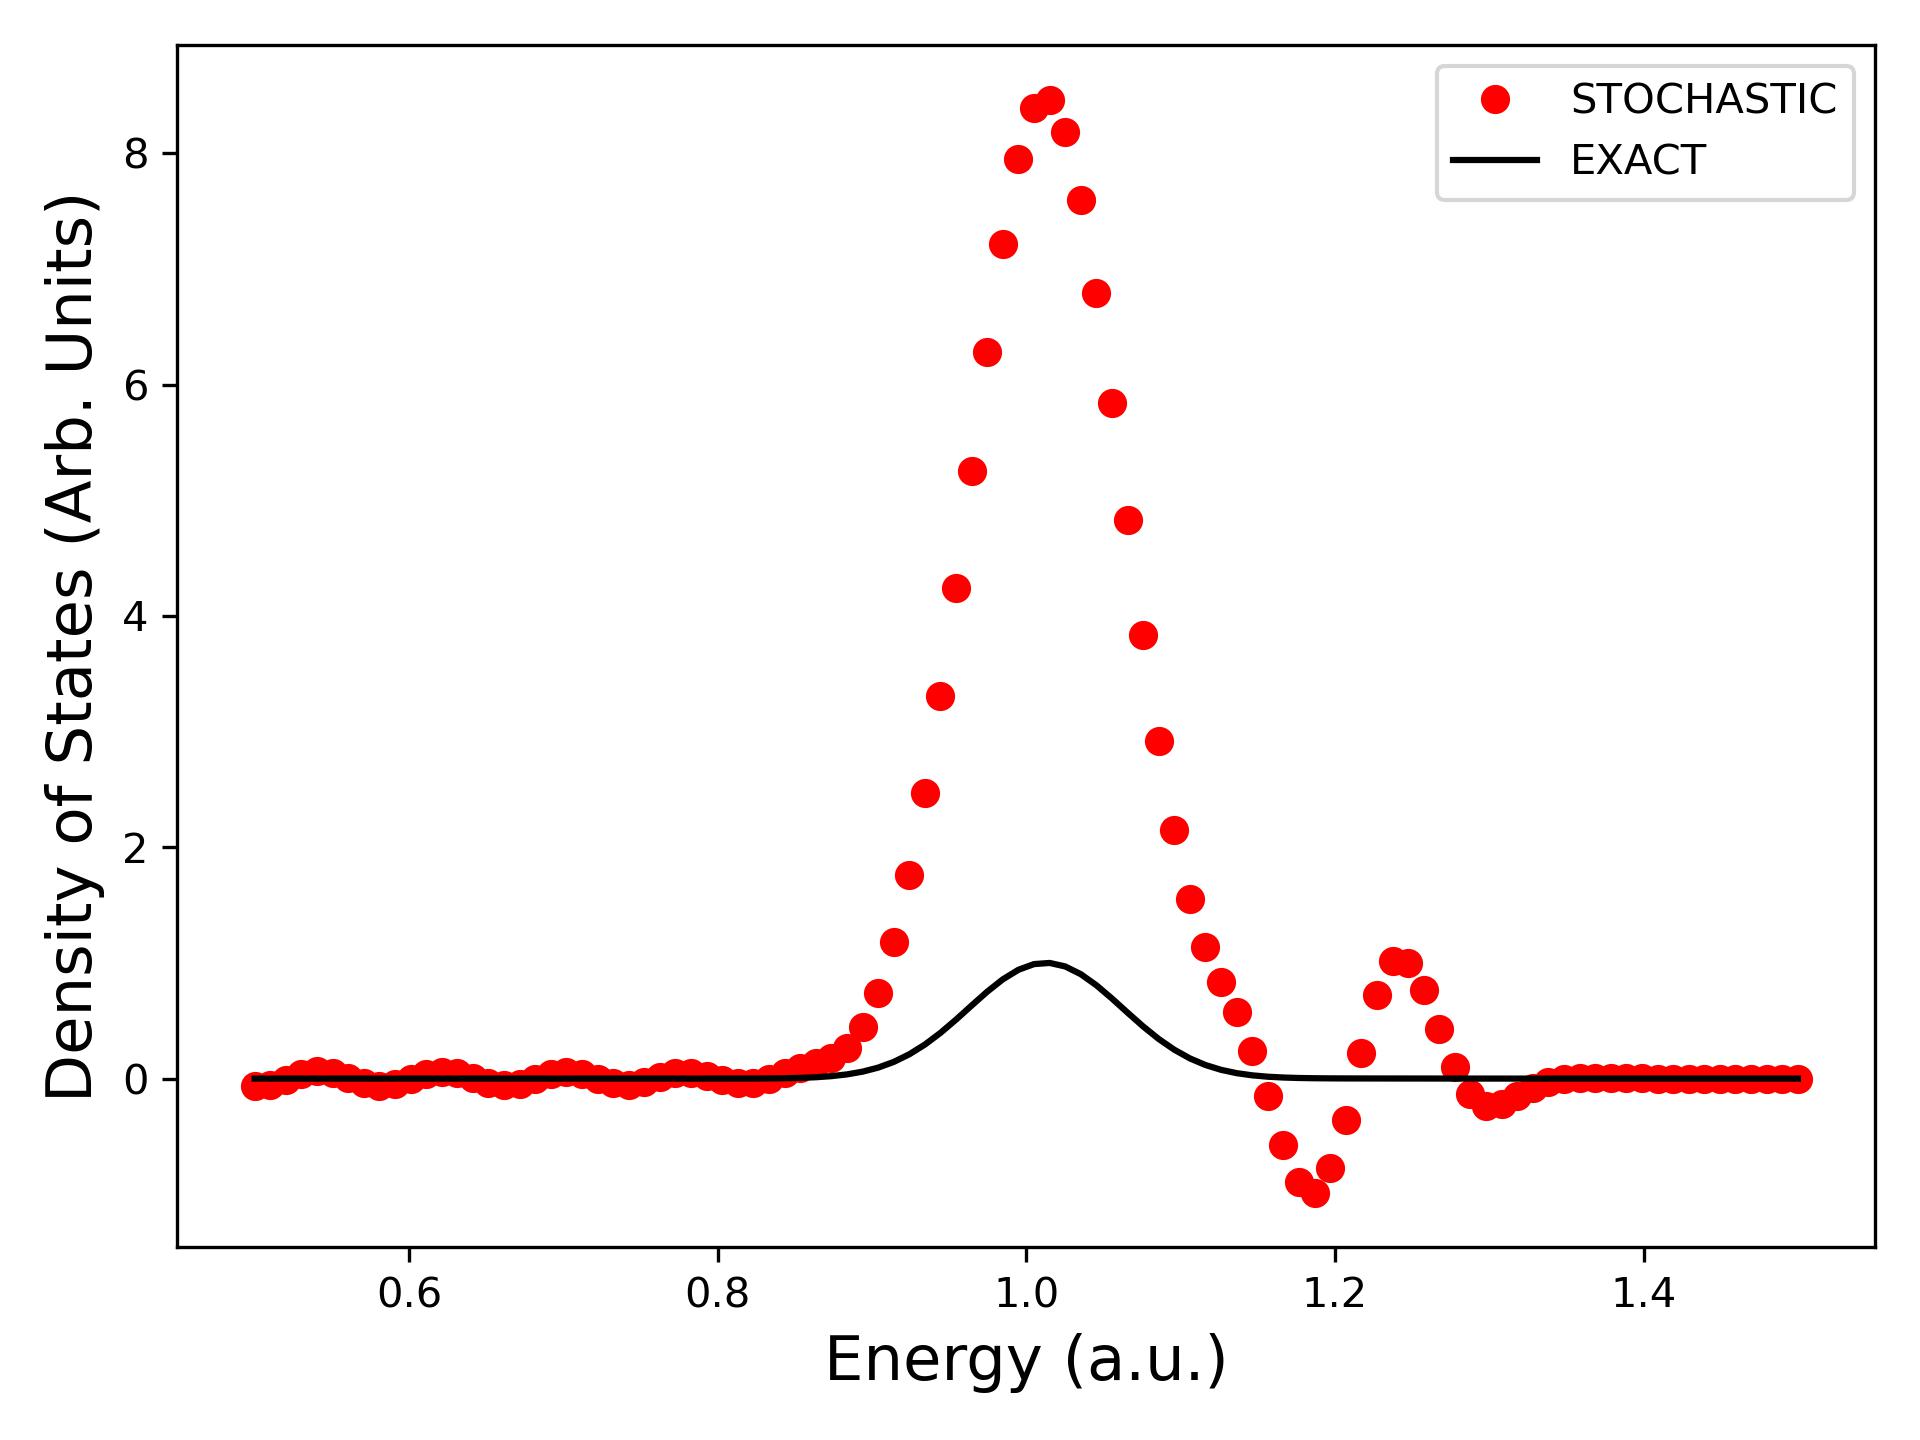 STOCHASTIC
EXACT
Density of States (Arb. Units)
8
6
4
2
0
0.6 0.8 1.0 1.2 1.4
Energy (a.u.)